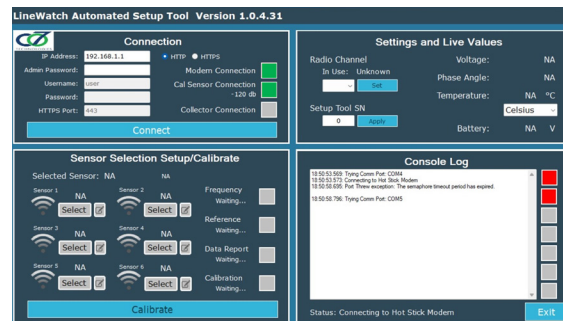 LineWatch Automated Setup Tool Version 1.0.4.31
Connection
IP Address: 192.168.1.1 HTTP HTTPS
Admin Password: Modem Connection
Username: user Cal Sensor Connection
Password: -120 db
HTTPS Port: 443 Collector Connection
Connect
Settings and Live Values
Radio Channel Voltage: NA
In Use: Unknown
Set Phase Angle: NA
Temperature: NA °C
Setup Tool SN Celsius
0 Apply
Battery: NA V
Sensor Selection Setup/Calibrate
Selected Sensor: NA NA
Sensor 1 NA Sensor 2 NA Frequency
Select Select Waiting...
Reference
Sensor 3 NA Sensor 4 NA Waiting...
Select Select Data Report
Waiting...
Sensor 5 NA Sensor 6 NA Calibration
Select Select Waiting...
Calibrate
Console Log
18:50:53:569: Trying Comm Port: COM4
18:50:53:573: Connecting to Hot Stick Modem
18:50:58:695: Port Threw exception: The semaphore timeout period has expired.
18:50:58:796: Trying Comm Port: COM5
Status: Connecting to Hot Stick Modem Exit